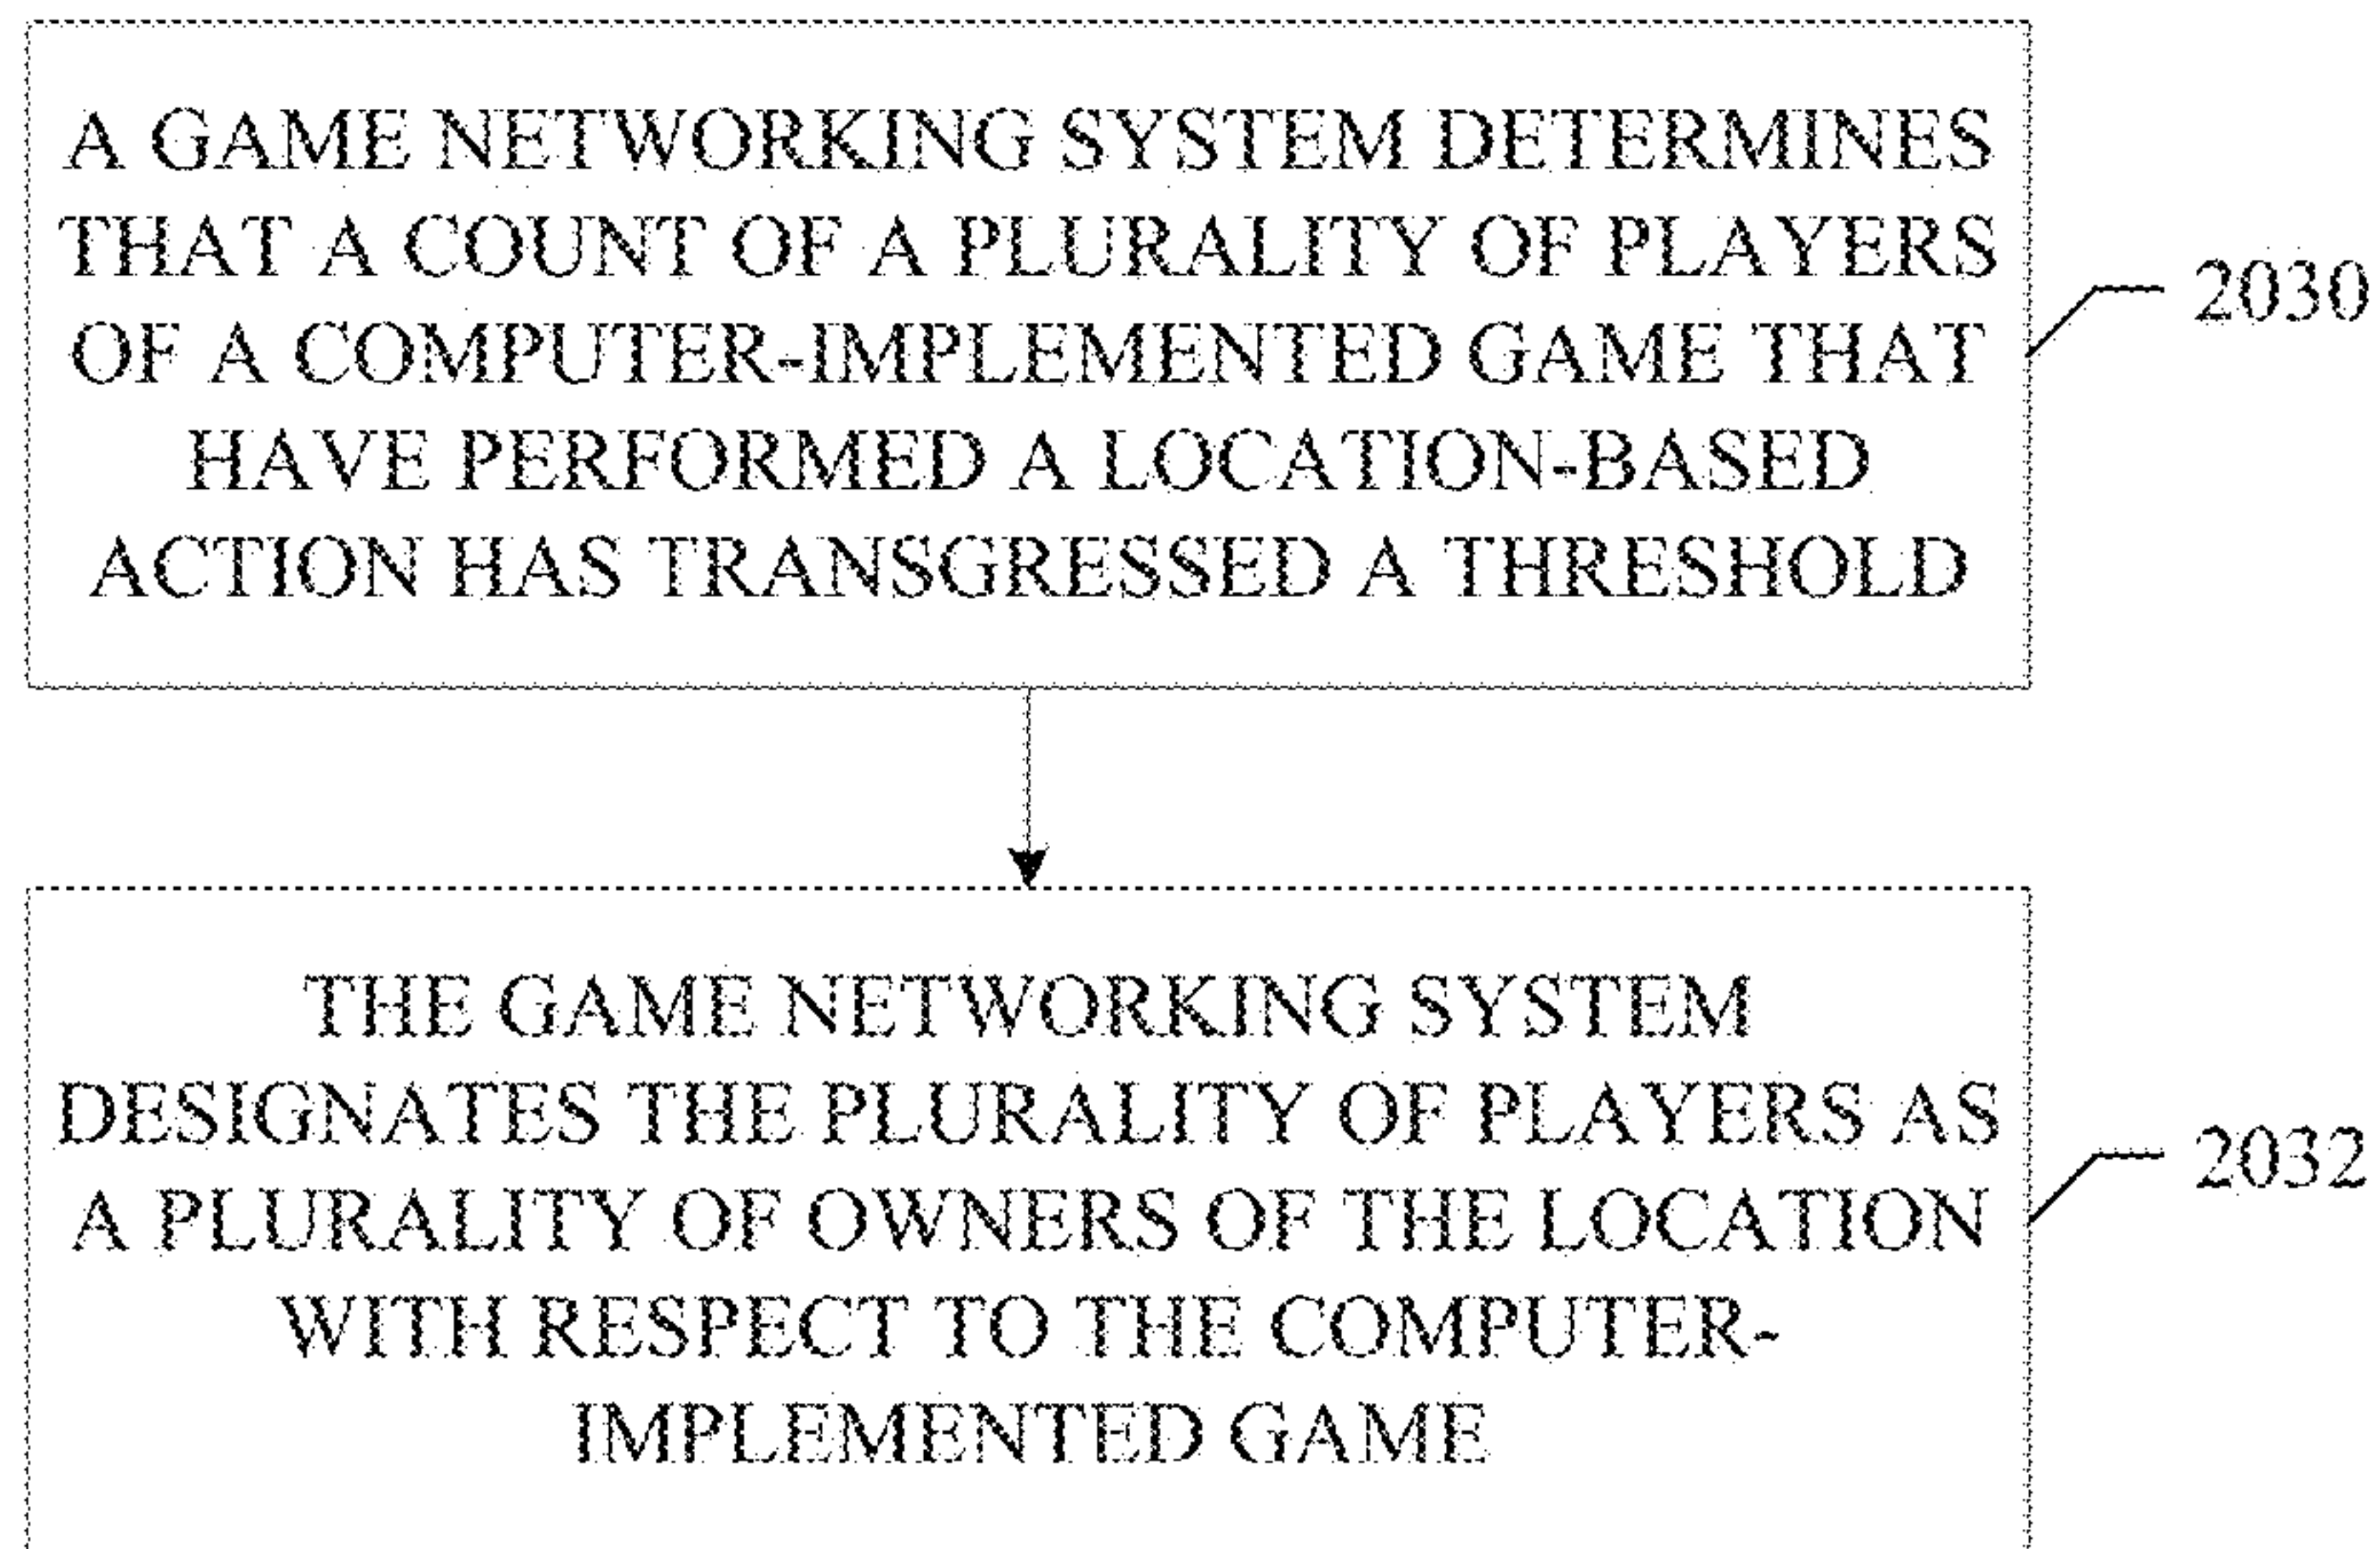 A GAME NETWORKING SYSTEM DETERMINES
THAT A COUNT OF A PLURALITY OF PLAYERS
OF A COMPUTER-IMPLEMENTED GAME THAT
HAVE PERFORMED A LOCATION-BASED
ACTION HAS TRANSGRESSED A THRESHOLD
2030
THE GAME NETWORKING SYSTEM
DESIGNATES THE PLURALITY OF PLAYERS AS
A PLURALITY OF OWNERS OF THE LOCATION
WITH RESPECT TO THE COMPUTER-
IMPLEMENTED GAME
2032